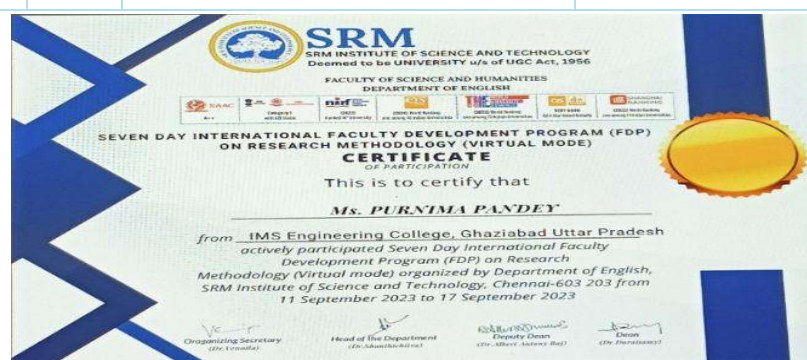 SRM
SRM INSTITUTE OF SCIENCE AND TECHNOLOGY
Deemed to be UNIVERSITY u/s of UGC Act, 1956
FACULTY OF SCIENCE AND HUMANITIES
DEPARTMENT OF ENGLISH
nirf
SEVEN DAY INTERNATIONAL FACULTY DEVELOPMENT PROGRAM (FDP)
ON RESEARCH METHODOLOGY (VIRTUAL MODE)
CERTIFICATE
OF PARTICIPATION
This is to certify that
Ms. PURNIMA PANDEY
from IMS Engineering College, Ghaziabad Uttar Pradesh
actively participated Seven Day International Faculty
Development Program (FDP) on Research
Methodology (Virtual mode) organized by Department of English,
SRM Institute of Science and Technology, Chennai-603 203 from
11 September 2023 to 17 September 2023
Oraganizing Secretary Head of the Department Deputy Dean Dean